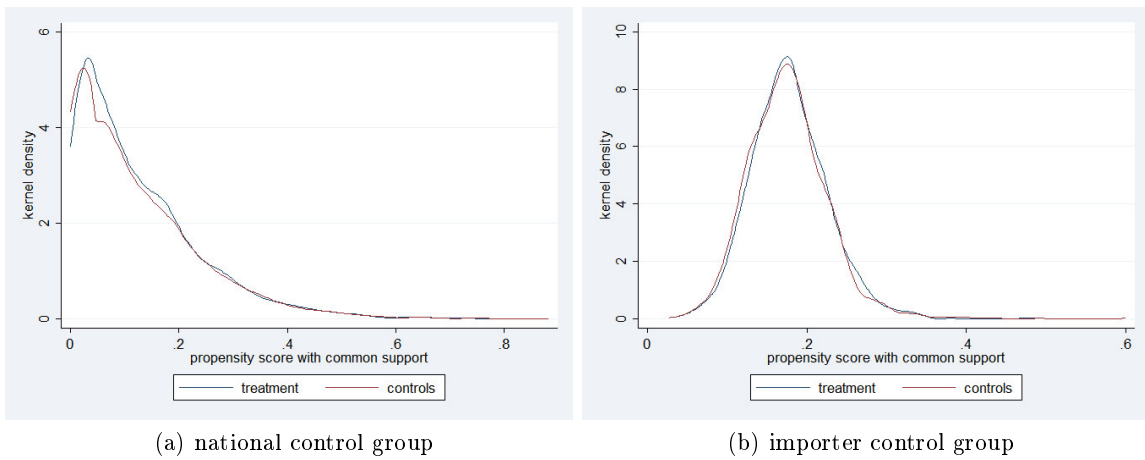 6
4
2
0
kernel density
0 .2 .4 .6 .8
propensity score with common support
treatment controls
(a) national control group
10
8
6
4
2
0
kernel density
0 .2 .4 .6
propensity score with common support
treatment controls
(b) importer control group